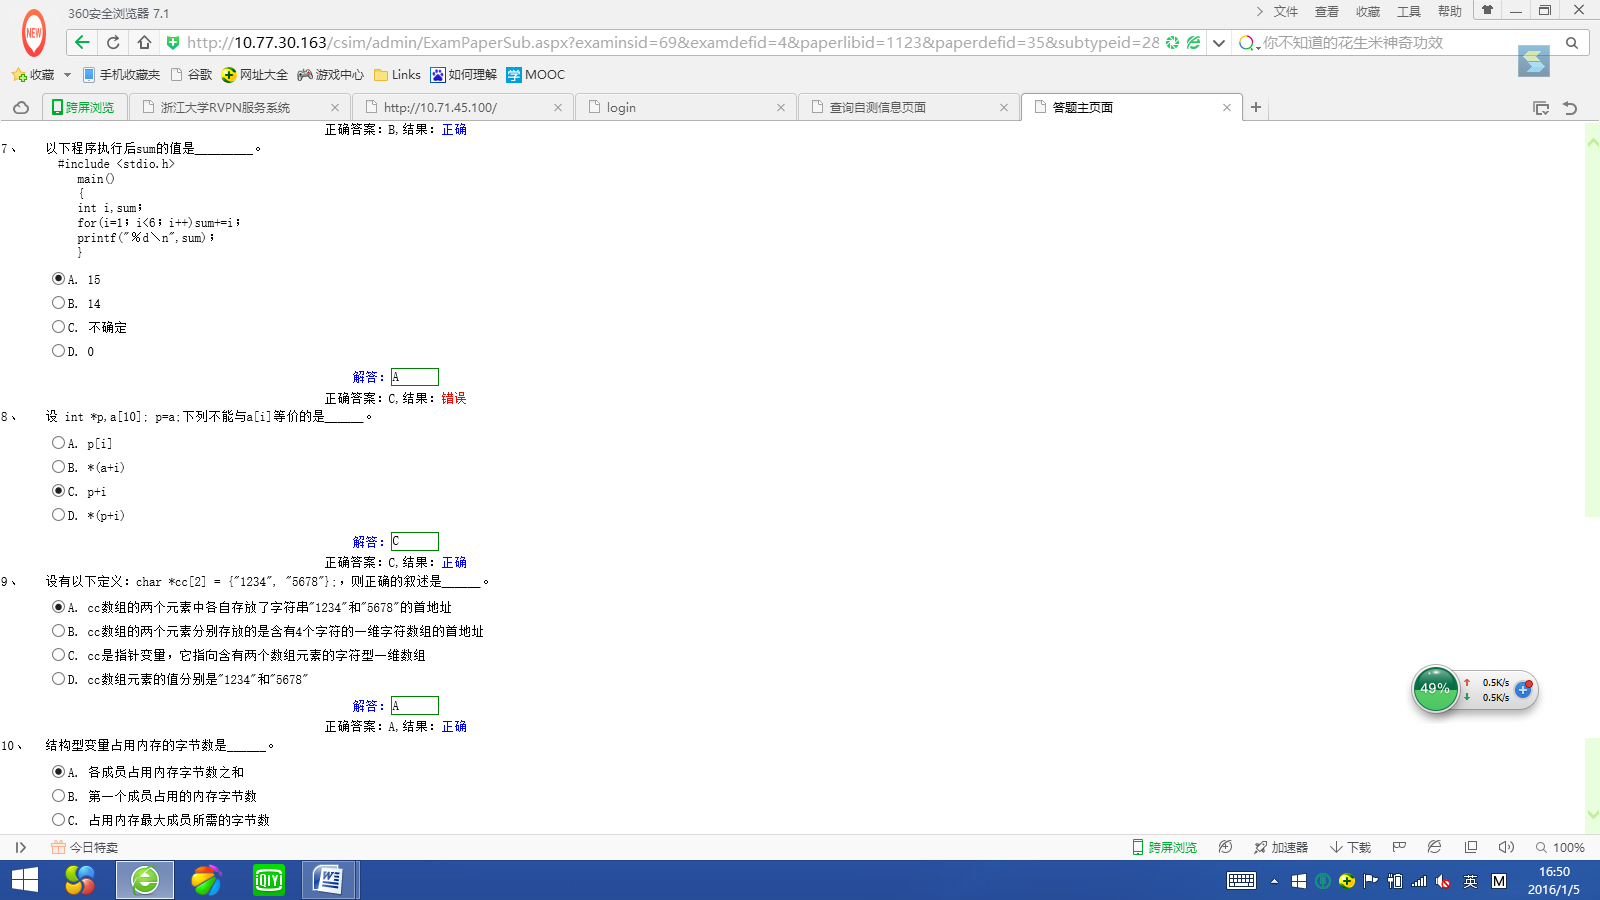 360安全浏览器 7.1
文件 查看 收藏 工具 帮助
NEW
http://10.77.30.163/csim/admin/ExamPaperSub.aspx?examinsid=69&examdefid=4&paperlibid=1123&paperdefid=35&subtypeid=28
你不知道的花生米神奇功效
收藏 手机收藏夹 谷歌 网址大全 游戏中心 Links 如何理解 学 MOOC
跨屏浏览 浙江大学RVPN服务系统 http://10.71.45.100/ login 查询自测信息页面 答题主页面
正确答案：B,结果：正确
7、 以下程序执行后sum的值是_________。
#include <stdio.h>
main()
{
int i,sum；
for(i=1；i<6；i++)sum+=i；
printf("％d＼n",sum)；
}
A. 15
B. 14
C. 不确定
D. 0
解答：A
正确答案：C,结果：错误
8、 设 int *p,a[10]; p=a;下列不能与a[i]等价的是______。
A. p[i]
B. *(a+i)
C. p+i
D. *(p+i)
解答：C
正确答案：C,结果：正确
9、 设有以下定义：char *cc[2] = {"1234", "5678"};，则正确的叙述是______。
A. cc数组的两个元素中各自存放了字符串"1234"和"5678"的首地址
B. cc数组的两个元素分别存放的是含有4个字符的一维字符数组的首地址
C. cc是指针变量，它指向含有两个数组元素的字符型一维数组
D. cc数组元素的值分别是"1234"和"5678"
解答：A
正确答案：A,结果：正确
10、 结构型变量占用内存的字节数是______。
A. 各成员占用内存字节数之和
B. 第一个成员占用的内存字节数
C. 占用内存最大成员所需的字节数
49% 0.5K/s
0.5K/s
今日特卖 跨屏浏览 加速器 下载 100%
QIY 英 M 16:50
2016/1/5